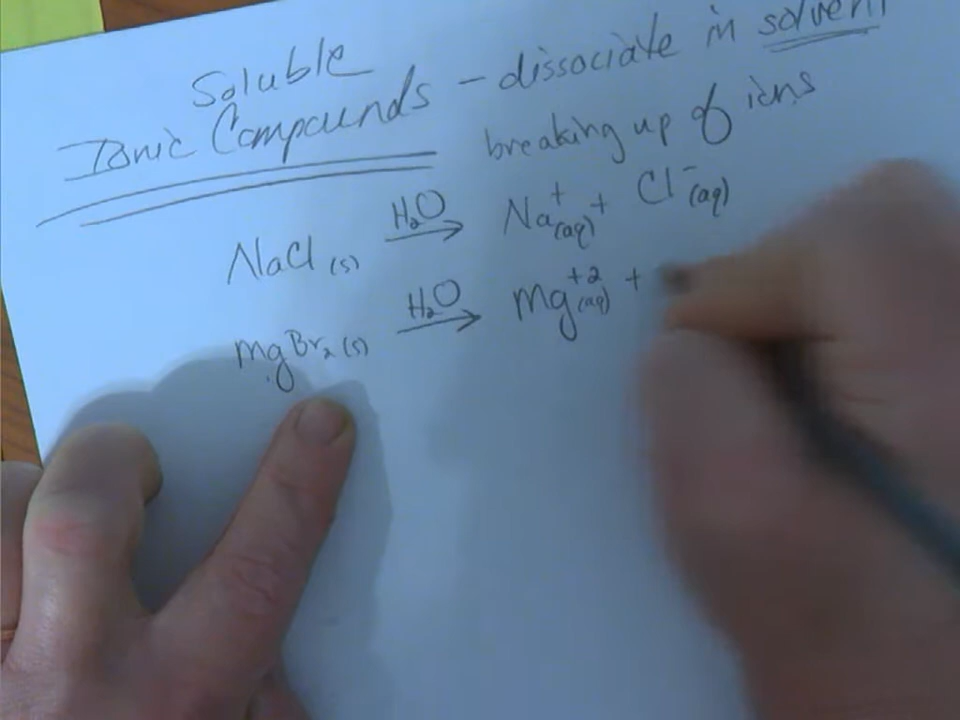 Soluble
Ionic Compounds - dissociate in solvent
breaking up of ions
NaCl (s) H₂O → Na⁺(aq) + Cl⁻(aq)
MgBr₂ (s) H₂O → Mg⁺²(aq) +